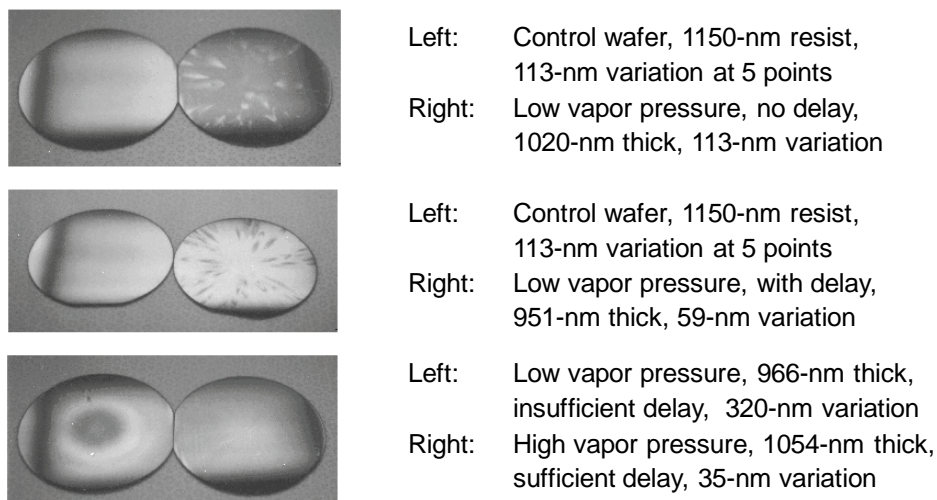 Left: Control wafer, 1150-nm resist,
113-nm variation at 5 points
Right: Low vapor pressure, no delay,
1020-nm thick, 113-nm variation
Left: Control wafer, 1150-nm resist,
113-nm variation at 5 points
Right: Low vapor pressure, with delay,
951-nm thick, 59-nm variation
Left: Low vapor pressure, 966-nm thick,
insufficient delay, 320-nm variation
Right: High vapor pressure, 1054-nm thick,
sufficient delay, 35-nm variation